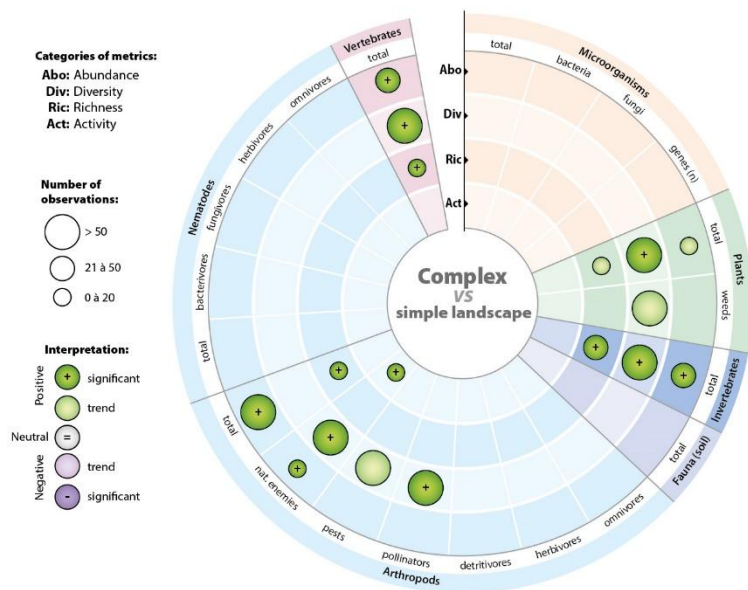 Categories of metrics:
Abo: Abundance
Div: Diversity
Ric: Richness
Act: Activity
Number of
observations:
> 50
21 à 50
0 à 20
Interpretation:
Positive
+ significant
trend
Neutral
=
Negative
trend
- significant
Complex
VS
simple landscape
Abo
Div
Ric
Act
Microorganisms
total
bacteria
fungi
genes (n)
Plants
total
weeds
Invertebrates
total
Fauna (soil)
total
Arthropods
omnivores
herbivores
detritivores
pollinators
pests
nat. enemies
total
Nematodes
total
bacterivores
fungivores
herbivores
omnivores
Vertebrates
total
+
+
+
+
+
+
+
+
+
+
+
+
+